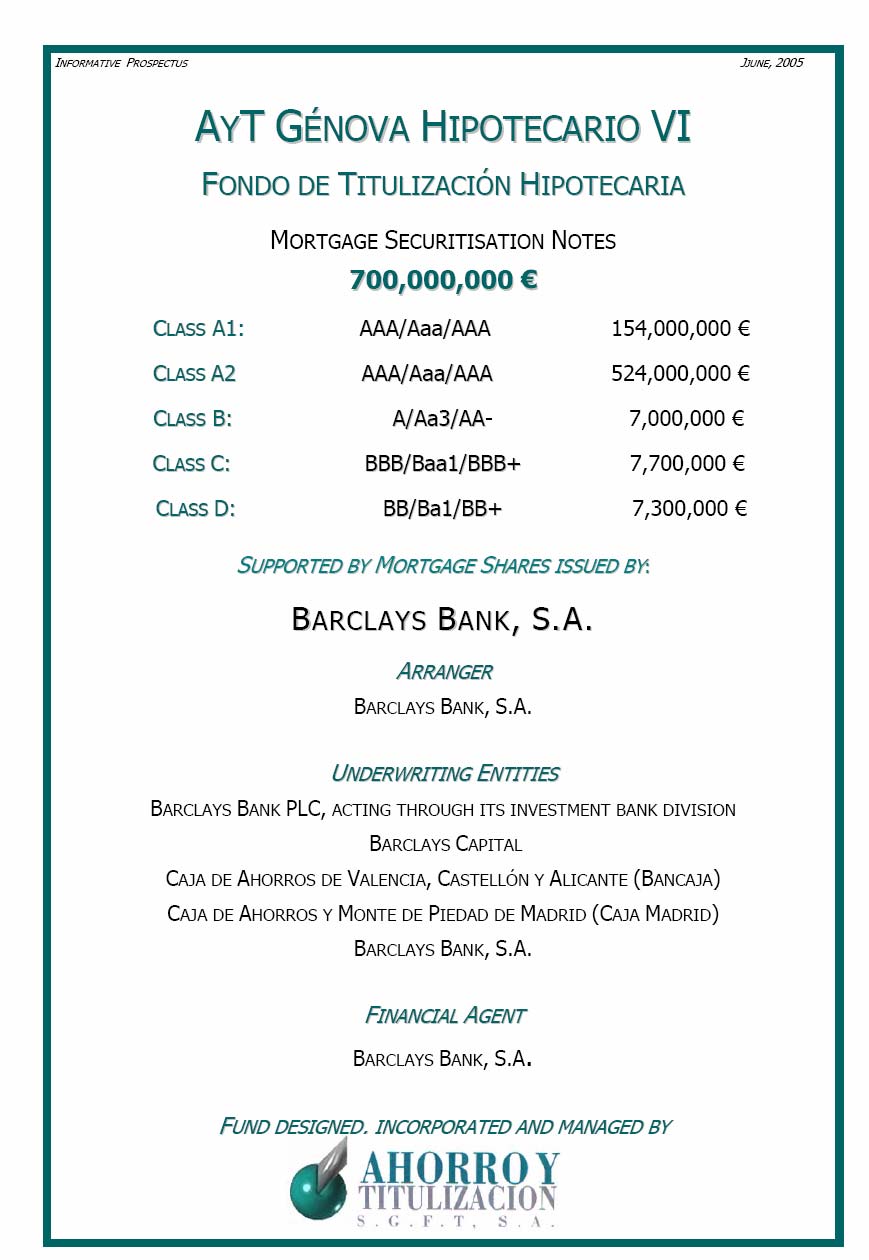 INFORMATIVE PROSPECTUS JJUNE, 2005
AYT GÉNOVA HIPOTECARIO VI
FONDO DE TITULIZACIÓN HIPOTECARIA
MORTGAGE SECURITISATION NOTES
700,000,000 €
CLASS A1: AAA/Aaa/AAA 154,000,000 €
CLASS A2 AAA/Aaa/AAA 524,000,000 €
CLASS B: A/Aa3/AA- 7,000,000 €
CLASS C: BBB/Baa1/BBB+ 7,700,000 €
CLASS D: BB/Ba1/BB+ 7,300,000 €
SUPPORTED BY MORTGAGE SHARES ISSUED BY:
BARCLAYS BANK, S.A.
ARRANGER
BARCLAYS BANK, S.A.
UNDERWRITING ENTITIES
BARCLAYS BANK PLC, ACTING THROUGH ITS INVESTMENT BANK DIVISION
BARCLAYS CAPITAL
CAJA DE AHORROS DE VALENCIA, CASTELLÓN Y ALICANTE (BANCAJA)
CAJA DE AHORROS Y MONTE DE PIEDAD DE MADRID (CAJA MADRID)
BARCLAYS BANK, S.A.
FINANCIAL AGENT
BARCLAYS BANK, S.A.
FUND DESIGNED. INCORPORATED AND MANAGED BY
AHORRO Y
TITULIZACION
S.G.F.T, S.A.